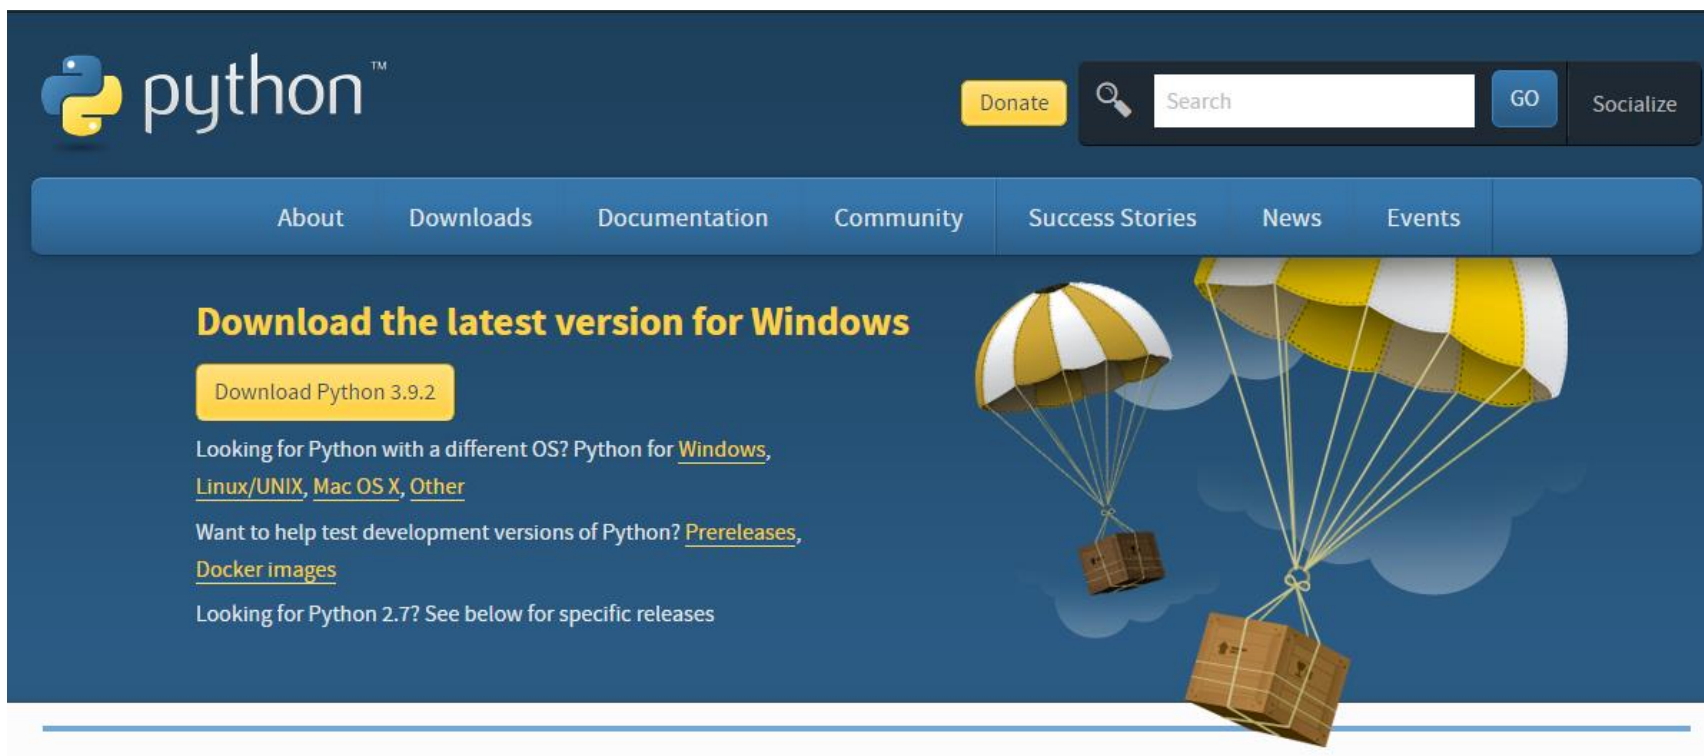 python™
Donate
Search
GO
Socialize
About Downloads Documentation Community Success Stories News Events
Download the latest version for Windows
Download Python 3.9.2
Looking for Python with a different OS? Python for Windows,
Linux/UNIX, Mac OS X, Other
Want to help test development versions of Python? Prereleases,
Docker images
Looking for Python 2.7? See below for specific releases